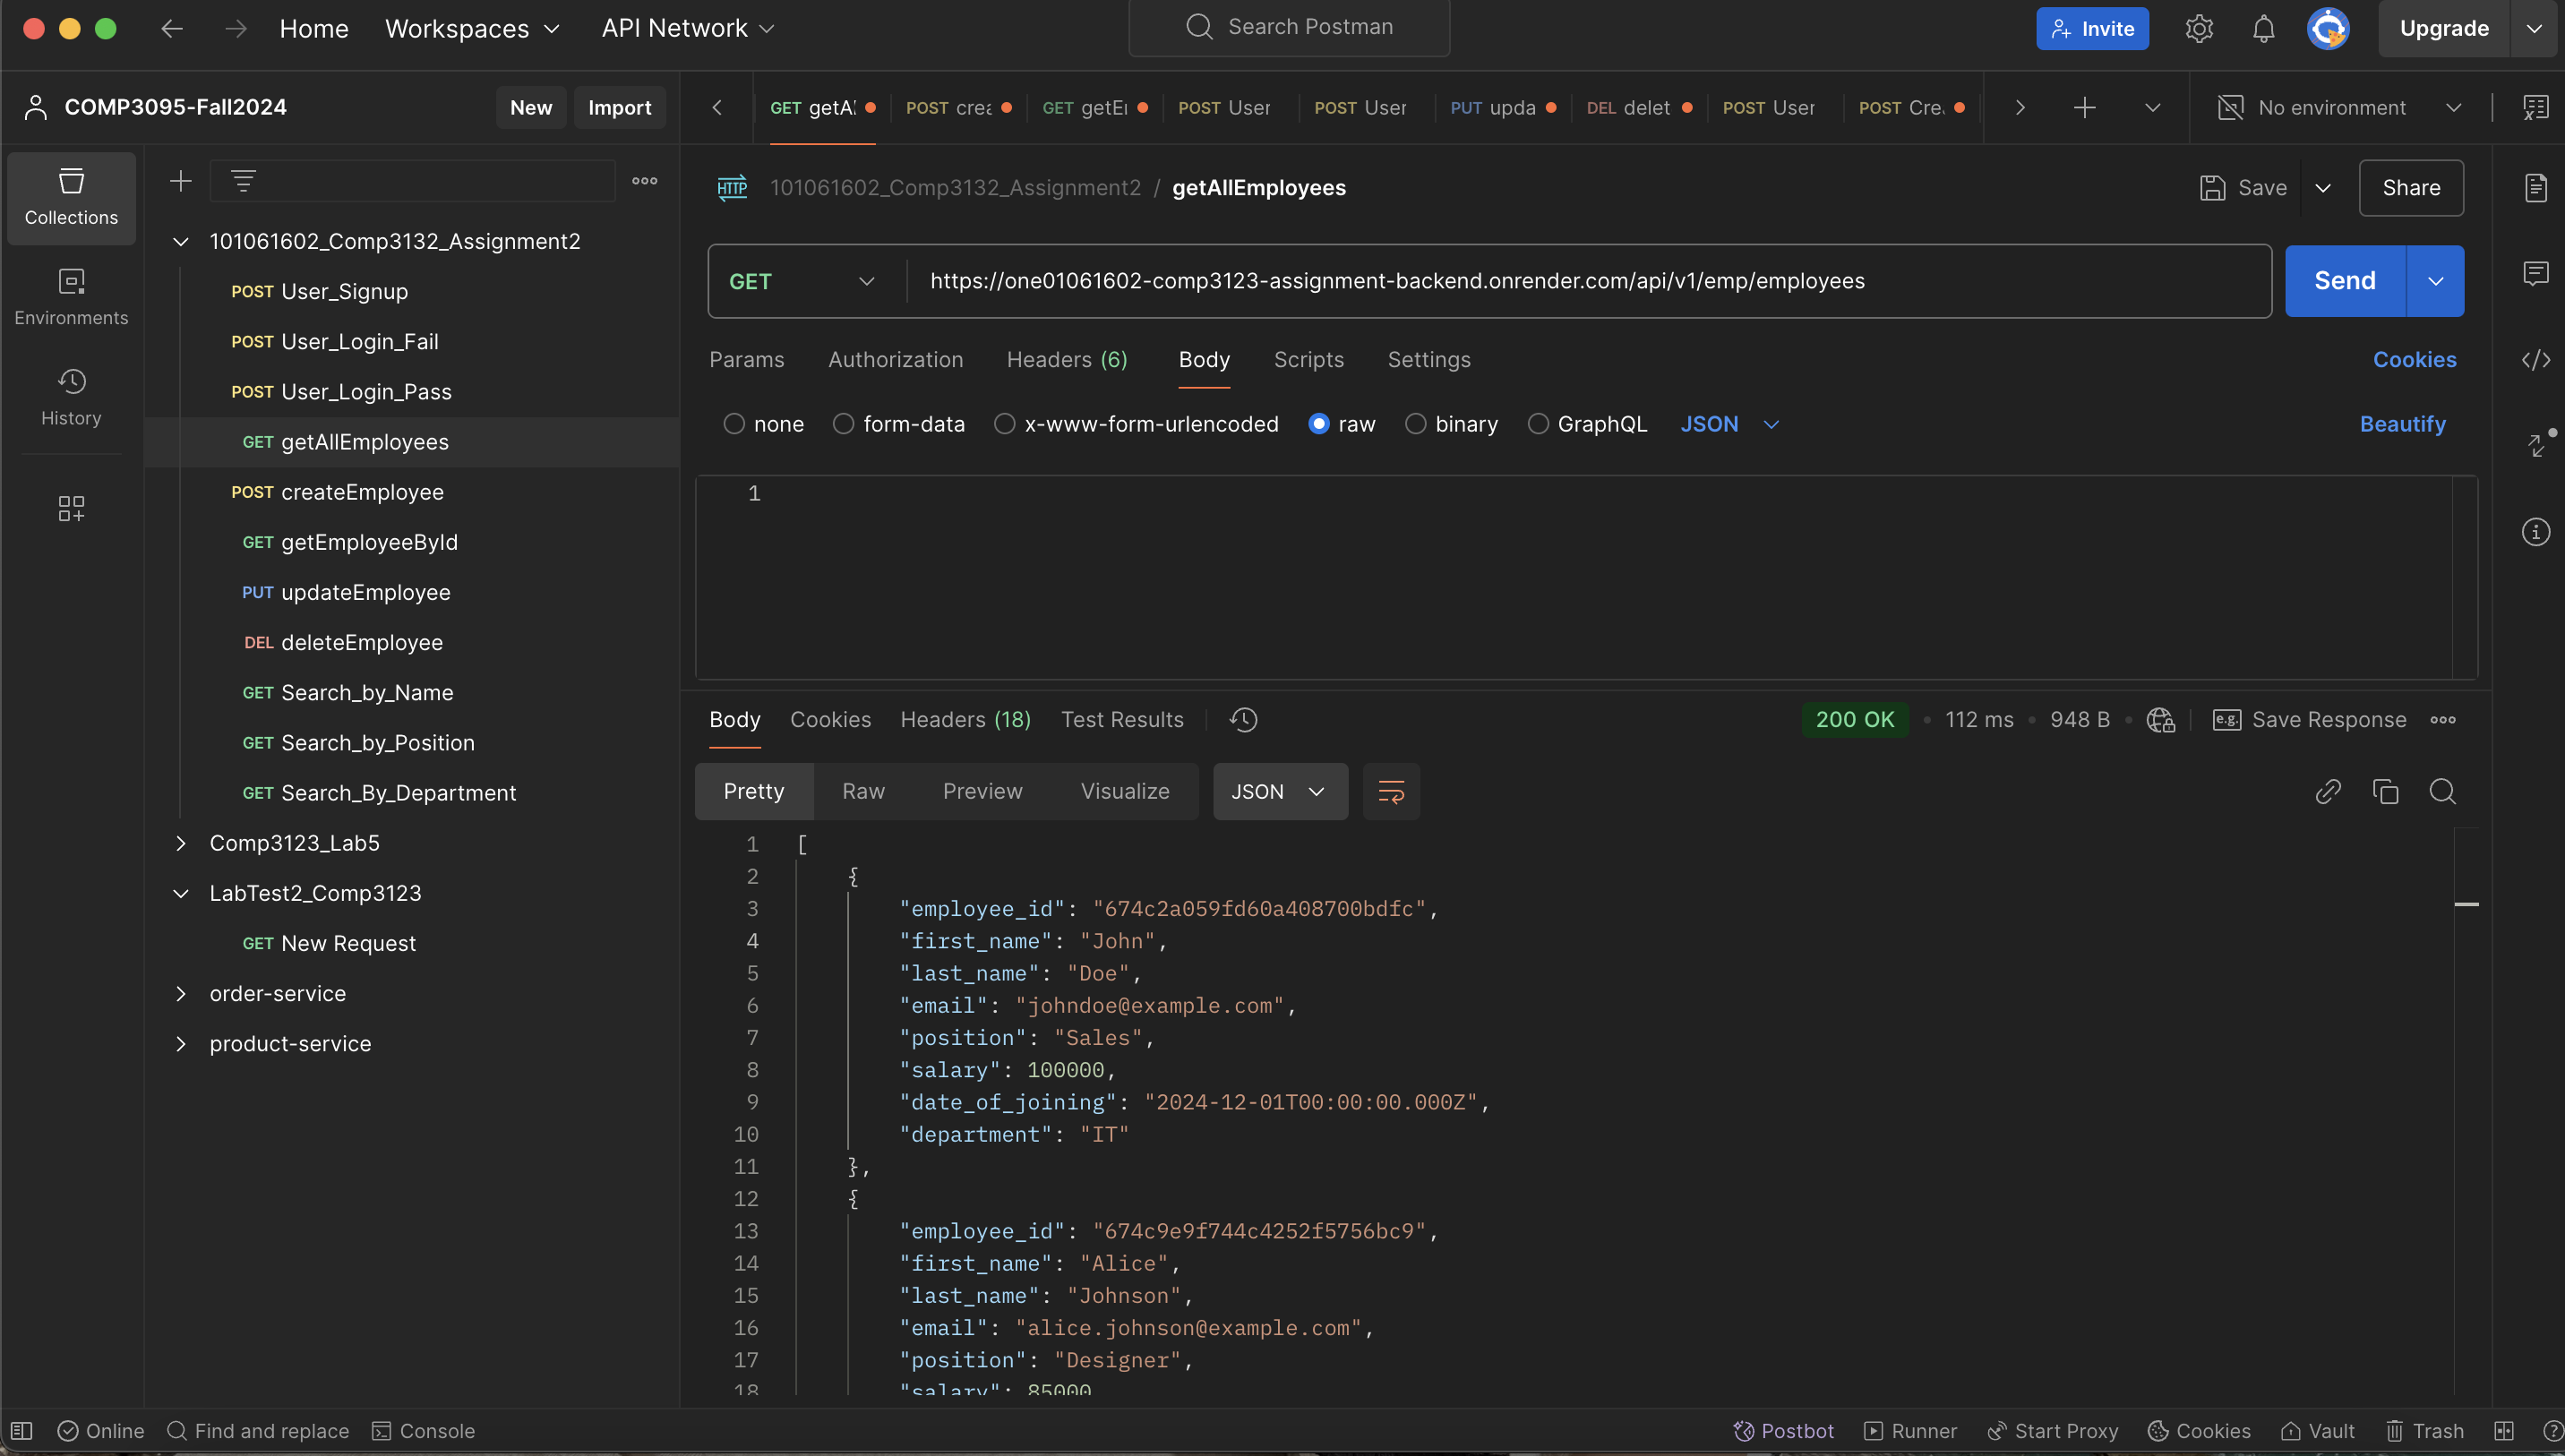 Home Workspaces API Network Search Postman Invite Upgrade
COMP3095-Fall2024 New Import GET getAl POST crea GET getEr POST User POST User PUT upda DEL delet POST User POST Cre No environment
Collections
Environments
History
101061602_Comp3132_Assignment2
POST User_Signup
POST User_Login_Fail
POST User_Login_Pass
GET getAllEmployees
POST createEmployee
GET getEmployeeById
PUT updateEmployee
DEL deleteEmployee
GET Search_by_Name
GET Search_by_Position
GET Search_By_Department
Comp3123_Lab5
LabTest2_Comp3123
GET New Request
order-service
product-service
HTTP 101061602_Comp3132_Assignment2 / getAllEmployees Save Share
GET https://one01061602-comp3123-assignment-backend.onrender.com/api/v1/emp/employees Send
Params Authorization Headers (6) Body Scripts Settings Cookies
none form-data x-www-form-urlencoded raw binary GraphQL JSON Beautify
1
Body Cookies Headers (18) Test Results 200 OK • 112 ms • 948 B • e.g. Save Response
Pretty Raw Preview Visualize JSON
1 [
2 {
3 "employee_id": "674c2a059fd60a408700bdfc",
4 "first_name": "John",
5 "last_name": "Doe",
6 "email": "johndoe@example.com",
7 "position": "Sales",
8 "salary": 100000,
9 "date_of_joining": "2024-12-01T00:00:00.000Z",
10 "department": "IT"
11 },
12 {
13 "employee_id": "674c9e9f744c4252f5756bc9",
14 "first_name": "Alice",
15 "last_name": "Johnson",
16 "email": "alice.johnson@example.com",
17 "position": "Designer",
18 "salary": 85000
Online Find and replace Console Postbot Runner Start Proxy Cookies Vault Trash